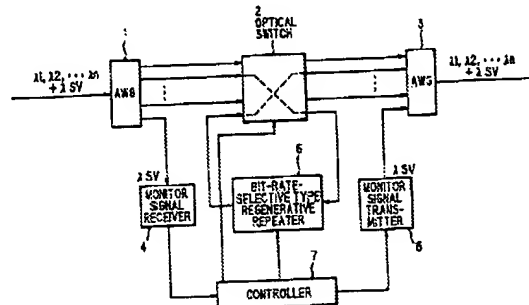 1
2
OPTICAL
SWITCH
3
λ1, λ2, ··· λn
+ λ SV
AWG
AWG
λ1, λ2, ··· λn
+ λ SV
λ SV
MONITOR
SIGNAL
RECEIVER
4
6
BIT-RATE-
SELECTIVE TYPE
REGENERATIVE
REPEATER
λ SV
MONITOR
SIGNAL
TRANS-
MITTER
7
CONTROLLER